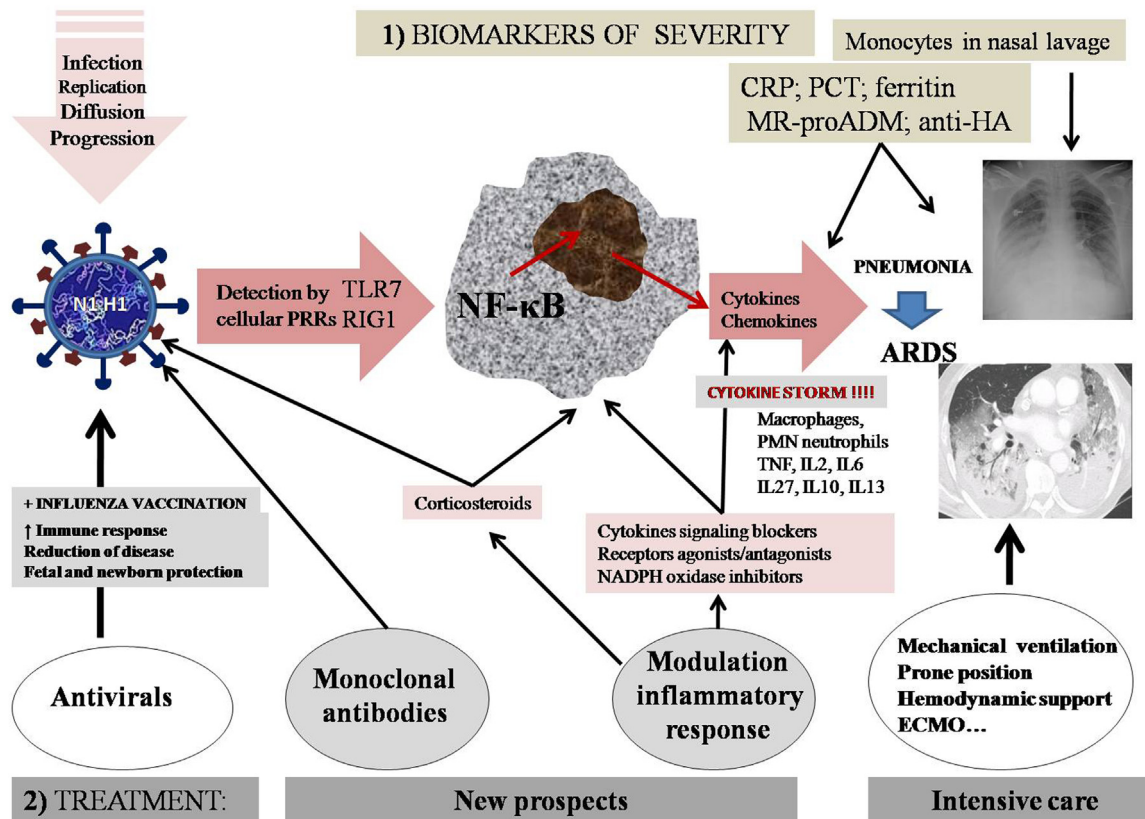 Infection
Replication
Diffusion
Progression
1) BIOMARKERS OF SEVERITY
Monocytes in nasal lavage
CRP; PCT; ferritin
MR-proADM; anti-HA
N1 H1
Detection by TLR7
cellular PRRs RIG1
NF-κB
Cytokines
Chemokines
PNEUMONIA
ARDS
CYTOKINE STORM !!!!
Macrophages,
PMN neutrophils
TNF, IL2, IL6
IL27, IL10, IL13
+ INFLUENZA VACCINATION
↑ Immune response
Reduction of disease
Fetal and newborn protection
Corticosteroids
Cytokines signaling blockers
Receptors agonists/antagonists
NADPH oxidase inhibitors
Antivirals
Monoclonal
antibodies
Modulation
inflammatory
response
Mechanical ventilation
Prone position
Hemodynamic support
ECMO…
2) TREATMENT:
New prospects
Intensive care